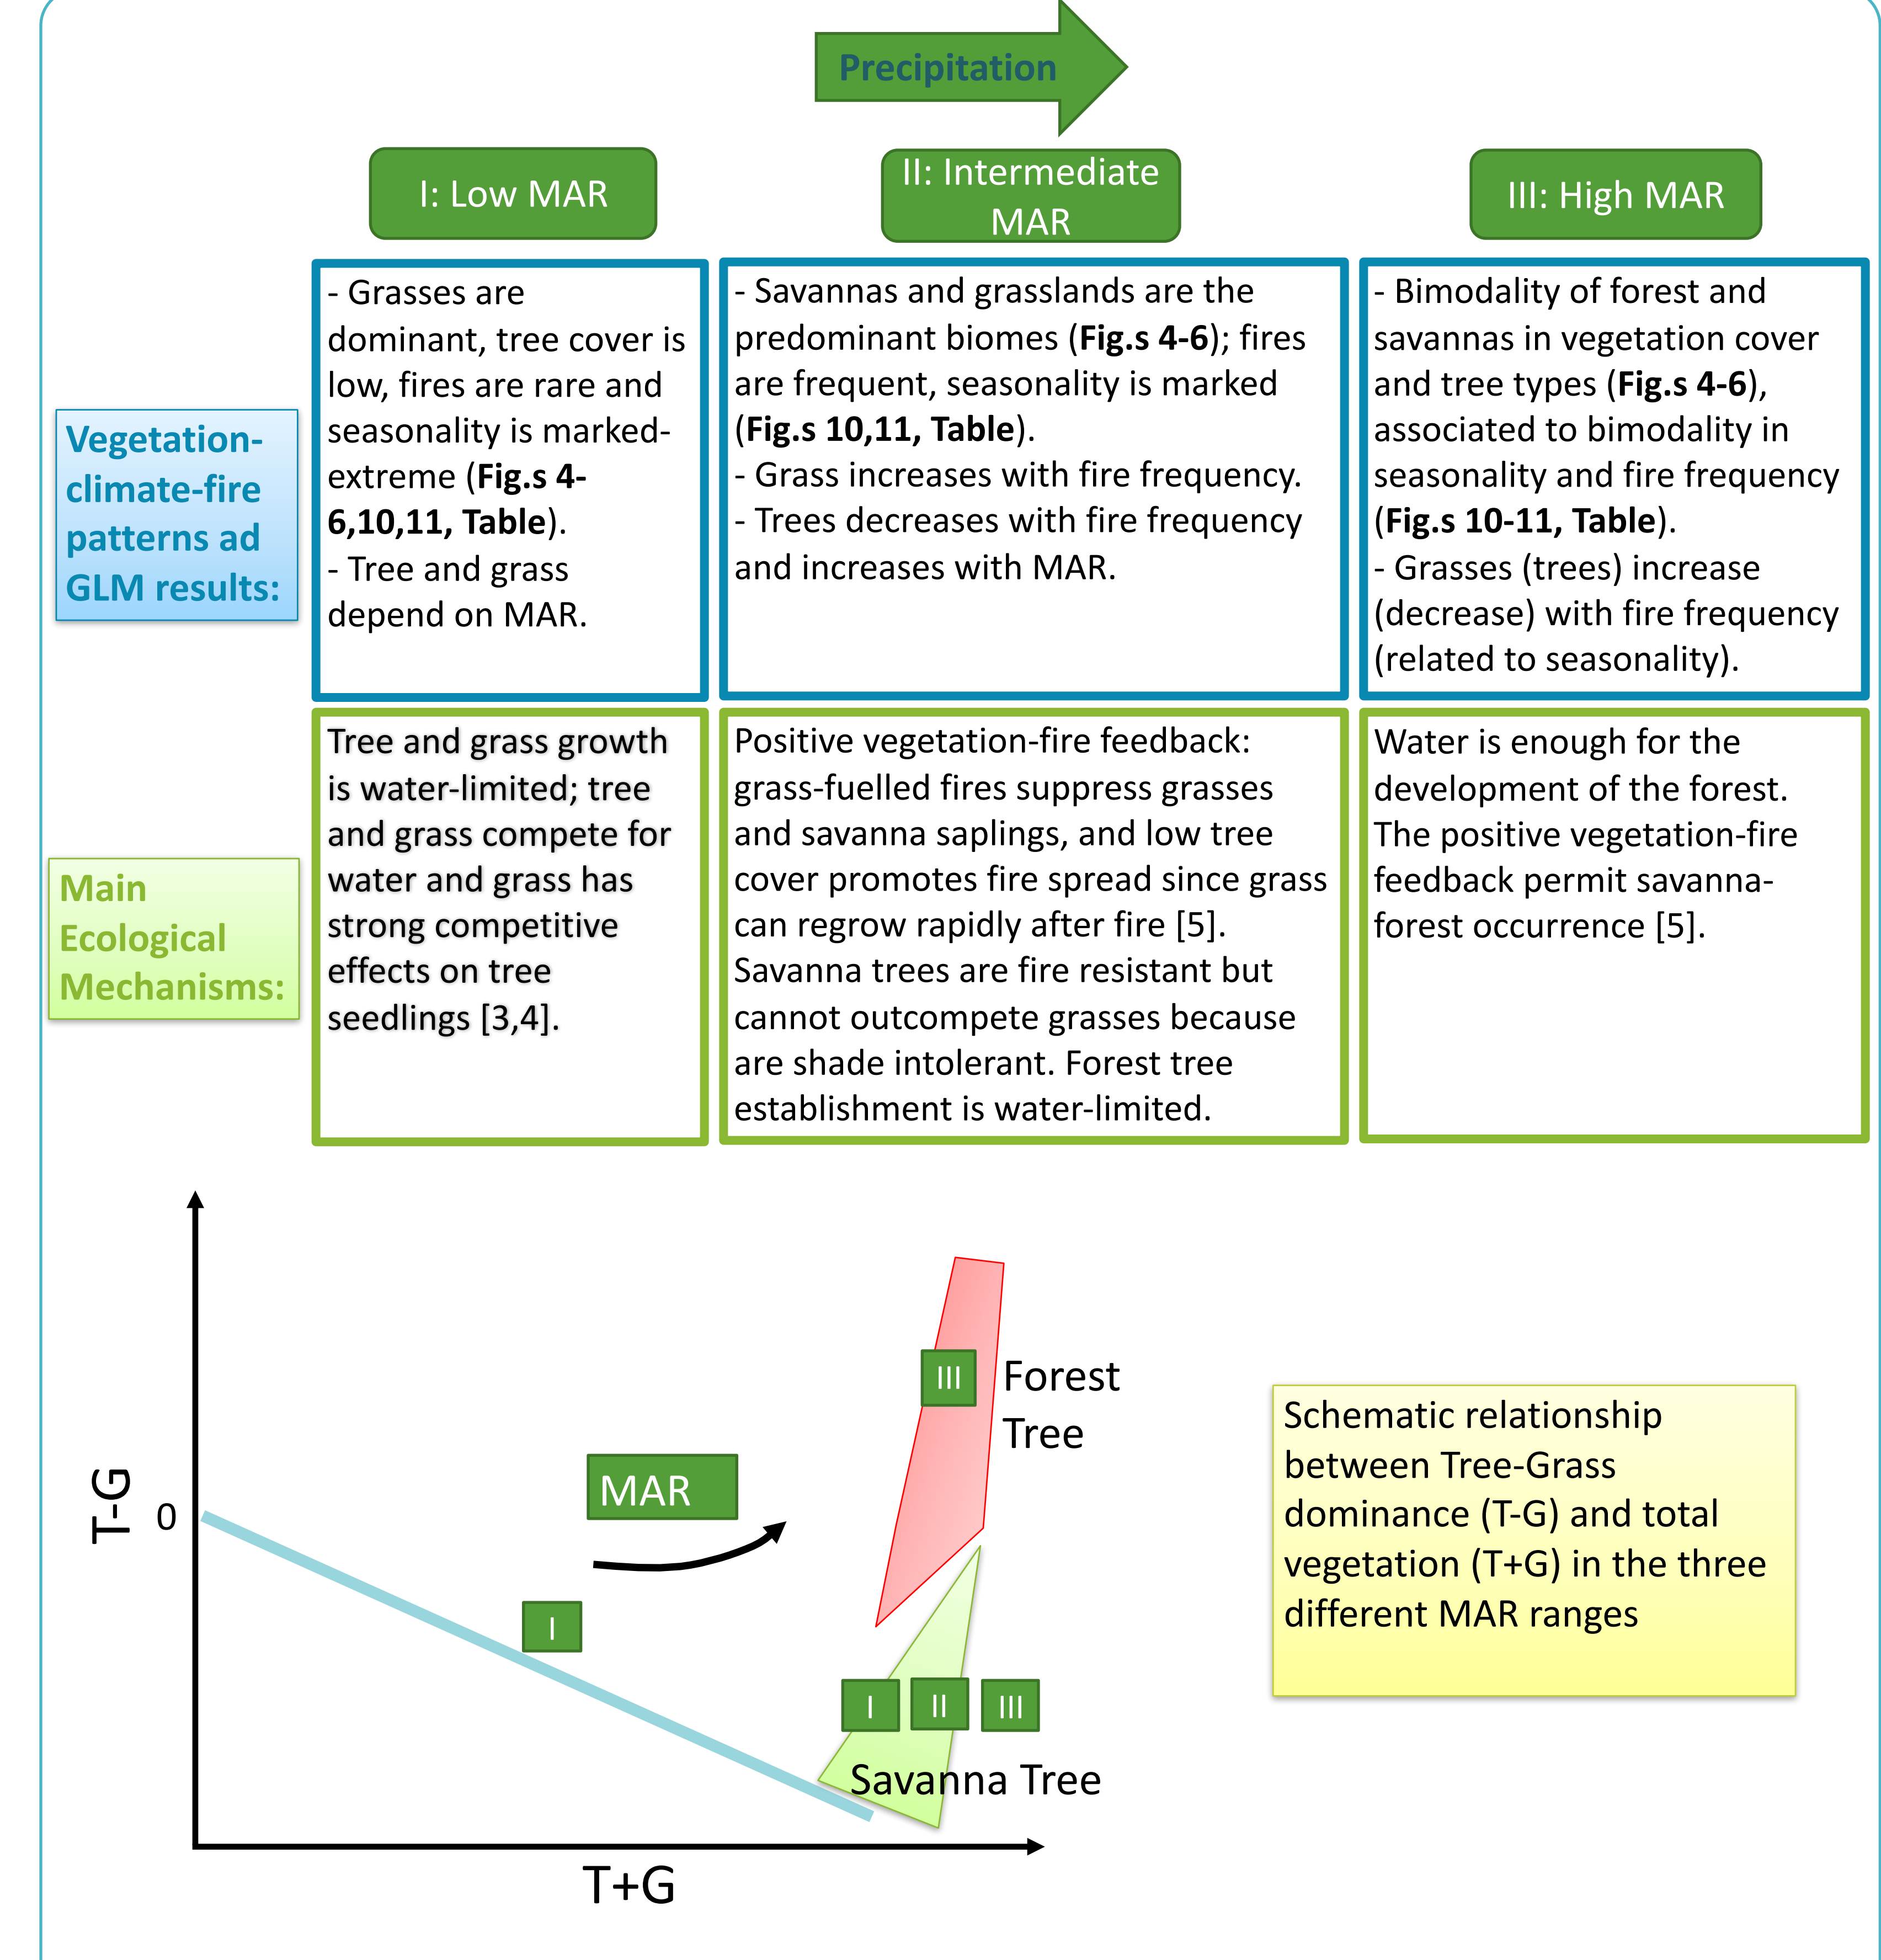 Precipitation
I: Low MAR
II: Intermediate
MAR
III: High MAR
Vegetation-
climate-fire
patterns ad
GLM results:
- Grasses are
dominant, tree cover is
low, fires are rare and
seasonality is marked-
extreme (Fig.s 4-
6,10,11, Table).
- Tree and grass
depend on MAR.
- Savannas and grasslands are the
predominant biomes (Fig.s 4-6); fires
are frequent, seasonality is marked
(Fig.s 10,11, Table).
- Grass increases with fire frequency.
- Trees decreases with fire frequency
and increases with MAR.
- Bimodality of forest and
savannas in vegetation cover
and tree types (Fig.s 4-6),
associated to bimodality in
seasonality and fire frequency
(Fig.s 10-11, Table).
- Grasses (trees) increase
(decrease) with fire frequency
(related to seasonality).
Main
Ecological
Mechanisms:
Tree and grass growth
is water-limited; tree
and grass compete for
water and grass has
strong competitive
effects on tree
seedlings [3,4].
Positive vegetation-fire feedback:
grass-fuelled fires suppress grasses
and savanna saplings, and low tree
cover promotes fire spread since grass
can regrow rapidly after fire [5].
Savanna trees are fire resistant but
cannot outcompete grasses because
are shade intolerant. Forest tree
establishment is water-limited.
Water is enough for the
development of the forest.
The positive vegetation-fire
feedback permit savanna-
forest occurrence [5].
T-G
0
MAR
I
III
Forest
Tree
I
II
III
Savanna Tree
T+G
Schematic relationship
between Tree-Grass
dominance (T-G) and total
vegetation (T+G) in the three
different MAR ranges